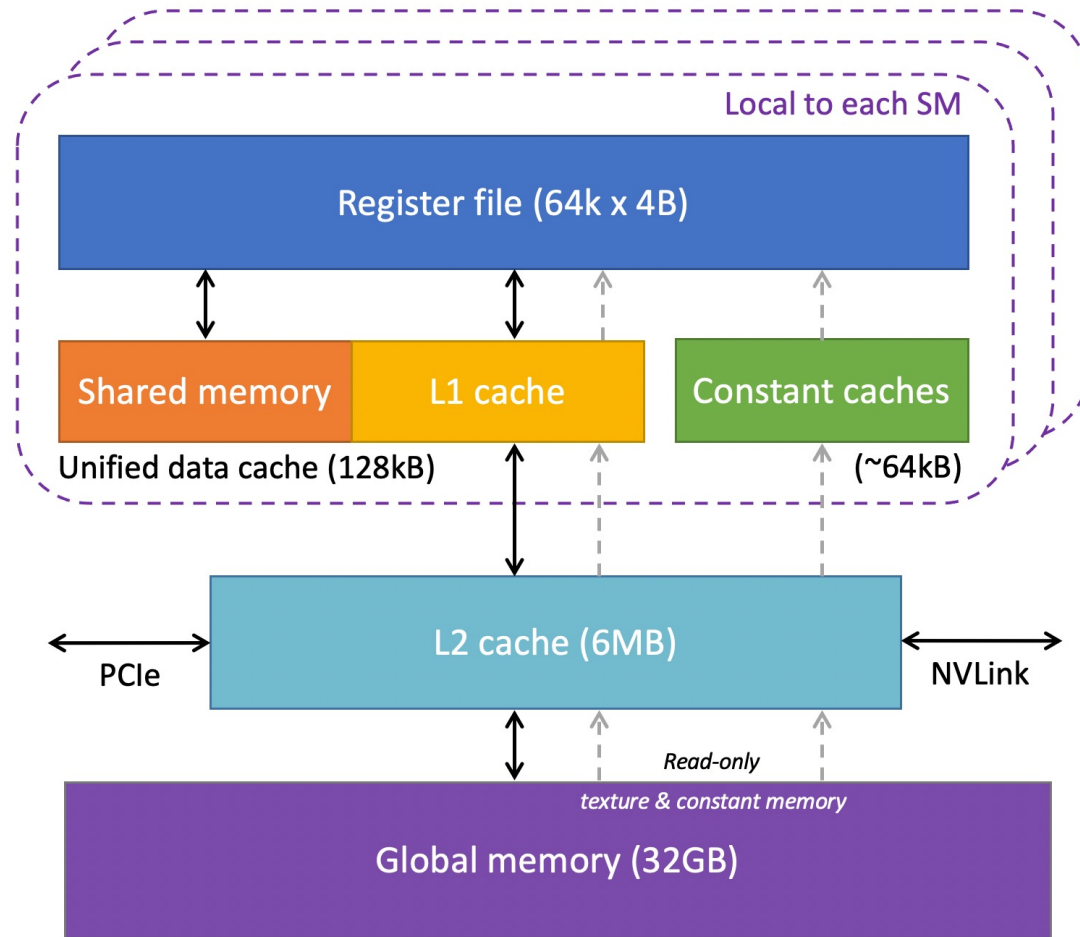 Local to each SM
Register file (64k x 4B)
Shared memory
L1 cache
Constant caches
Unified data cache (128kB)
(~64kB)
L2 cache (6MB)
PCIe
NVLink
Read-only
texture & constant memory
Global memory (32GB)